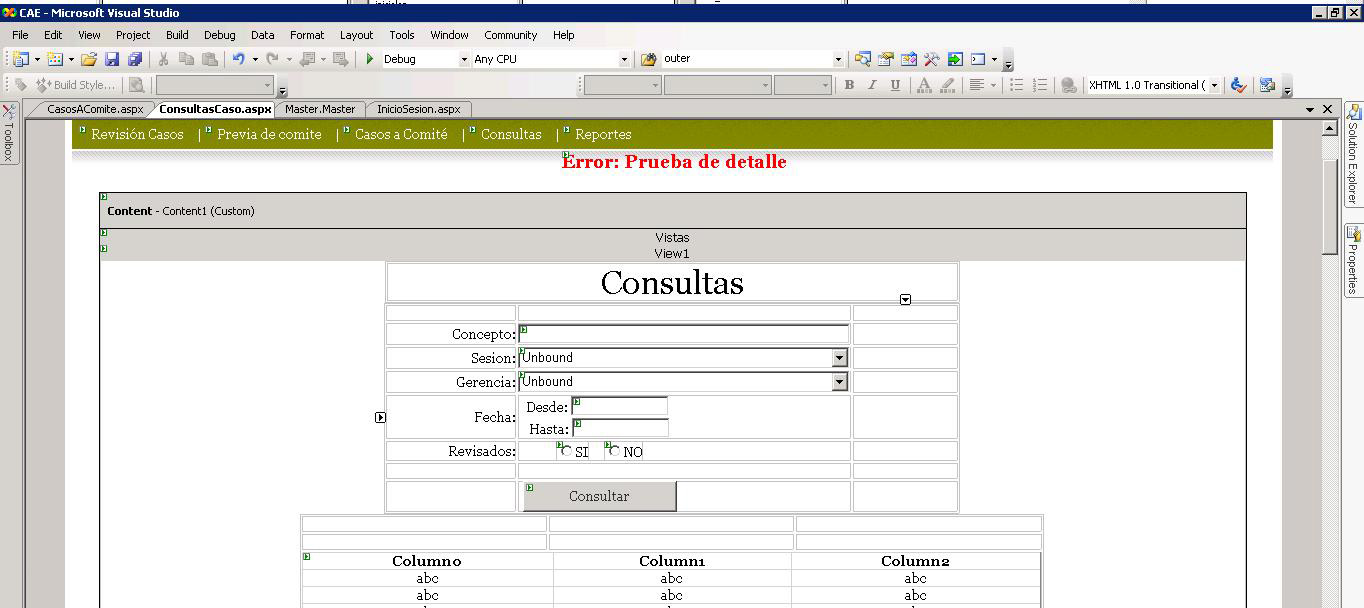 CAE - Microsoft Visual Studio
File Edit View Project Build Debug Data Format Layout Tools Window Community Help
Debug Any CPU outer
Build Style... B I U A XHTML 1.0 Transitional (
CasosAComite.aspx ConsultasCaso.aspx Master.Master InicioSesion.aspx
Toolbox
Solution Explorer
Properties
Revisión Casos | Previa de comite | Casos a Comité | Consultas | Reportes
Error: Prueba de detalle
Content - Content1 (Custom)
Vistas
View1
Consultas
Concepto:
Sesion: Unbound
Gerencia: Unbound
Fecha: Desde:
Hasta:
Revisados: SI NO
Consultar
Column0 Column1 Column2
abc abc abc
abc abc abc